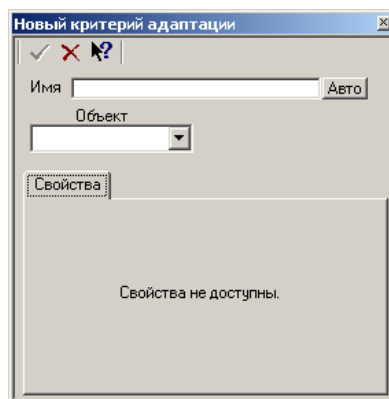 Новый критерий адаптации
Имя Авто
Объект
Свойства
Свойства не доступны.